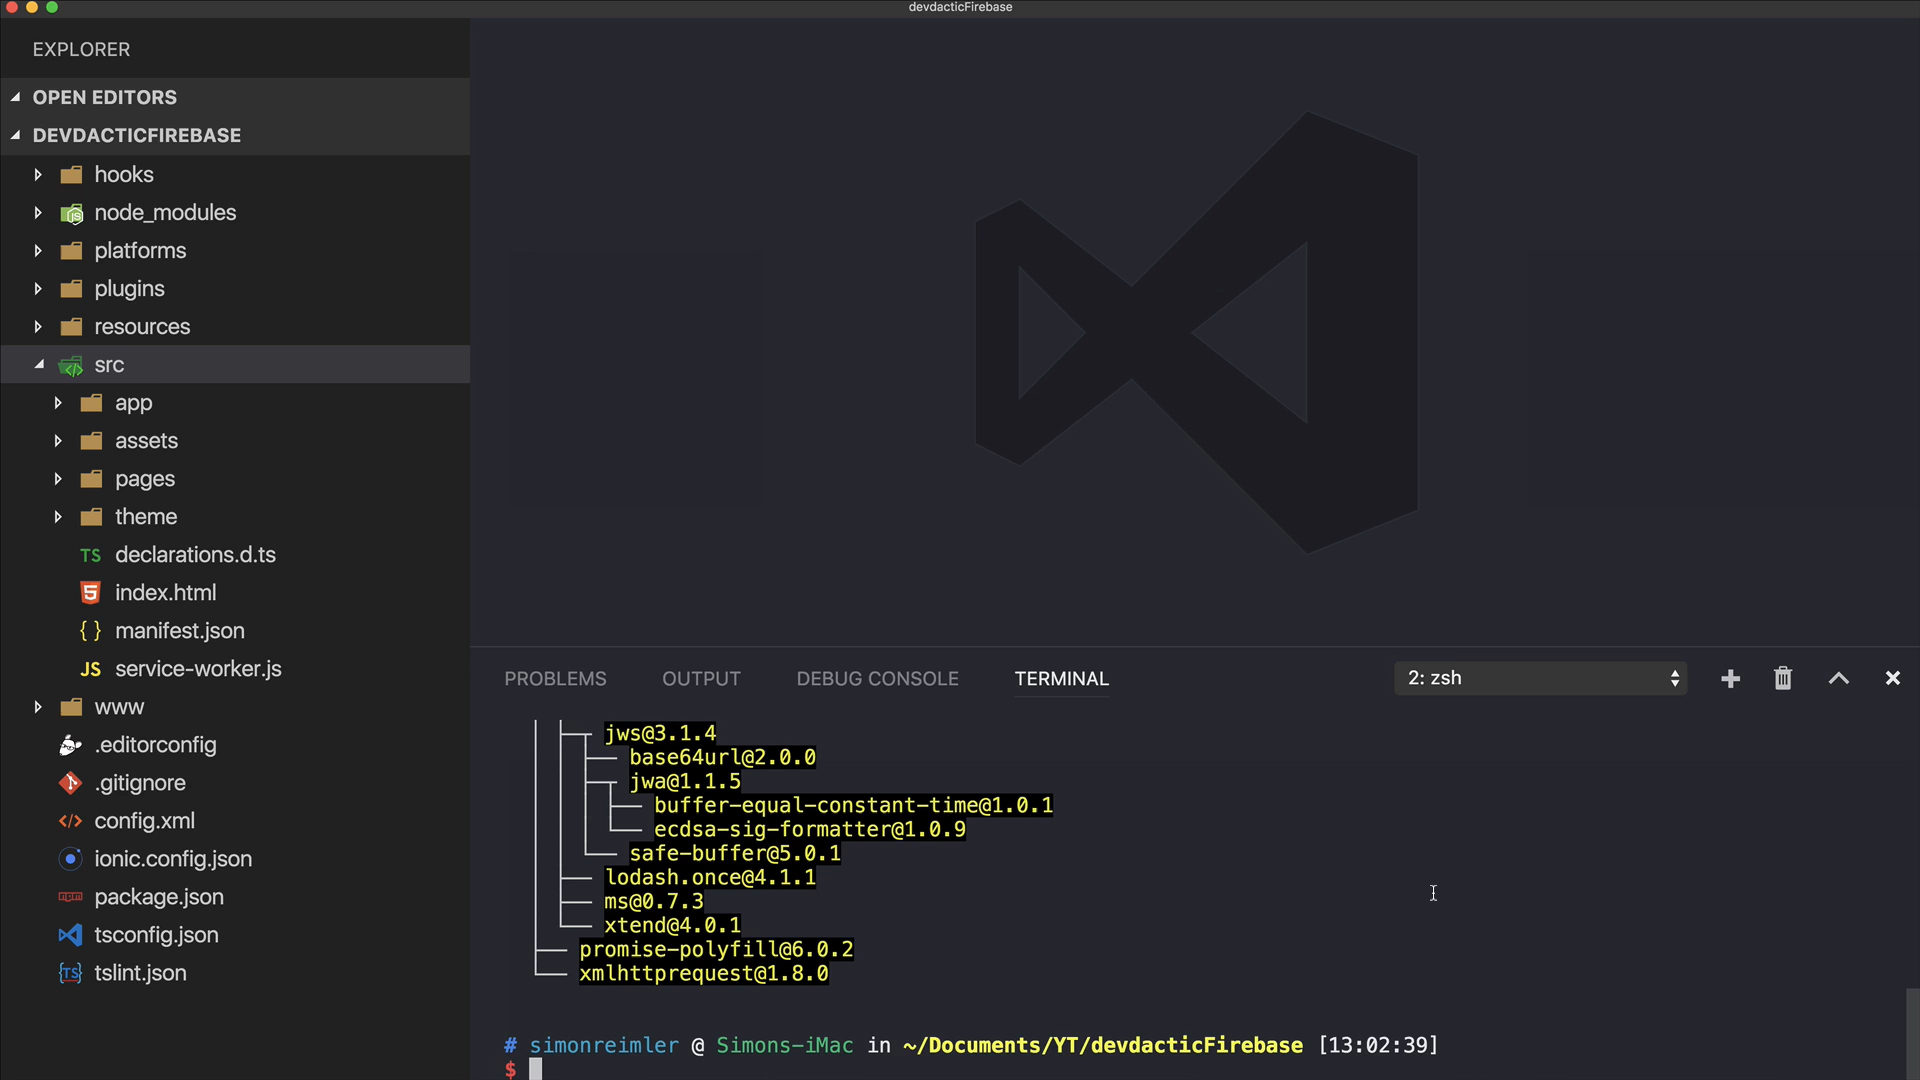 devdacticFirebase
EXPLORER
OPEN EDITORS
DEVDACTICFIREBASE
hooks
node_modules
platforms
plugins
resources
src
app
assets
pages
theme
TS declarations.d.ts
5 index.html
{ } manifest.json
JS service-worker.js
www
.editorconfig
.gitignore
</> config.xml
ionic.config.json
package.json
tsconfig.json
{TS} tslint.json
PROBLEMS OUTPUT DEBUG CONSOLE TERMINAL 2: zsh
jws@3.1.4
base64url@2.0.0
jwa@1.1.5
buffer-equal-constant-time@1.0.1
ecdsa-sig-formatter@1.0.9
safe-buffer@5.0.1
lodash.once@4.1.1
ms@0.7.3
xtend@4.0.1
promise-polyfill@6.0.2
xmlhttprequest@1.8.0
# simonreimler @ Simons-iMac in ~/Documents/YT/devdacticFirebase [13:02:39]
$